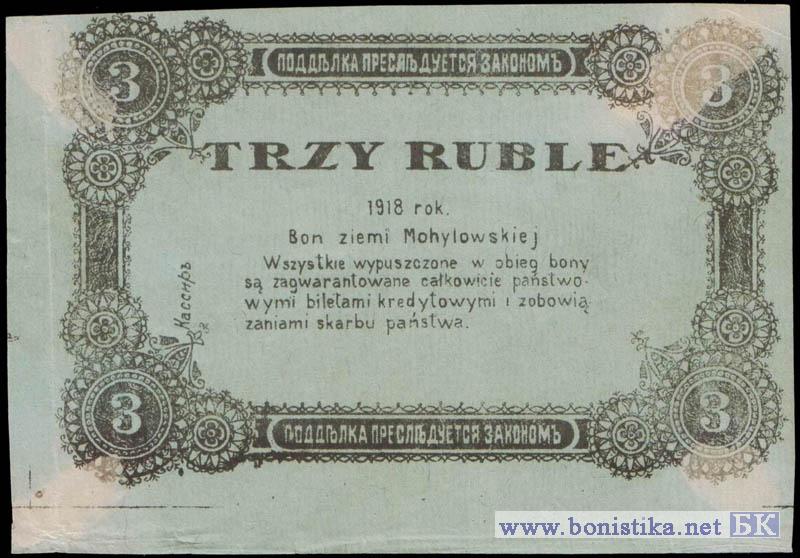 ПОДДѢЛКА ПРЕСЛѢДУЕТСЯ ЗАКОНОМЪ
3 3
TRZY RUBLE
1918 rok.
Bon ziemi Mohylowskiej
Wszystkie wypuszczone w obieg bony
są zagwarantowane całkowicie państwo-
wymi biletami kredytowymi i zobowią
zaniami skarbu państwa.
Кассиръ
3 3
ПОДДѢЛКА ПРЕСЛѢДУЕТСЯ ЗАКОНОМЪ
www.bonistika.net БК